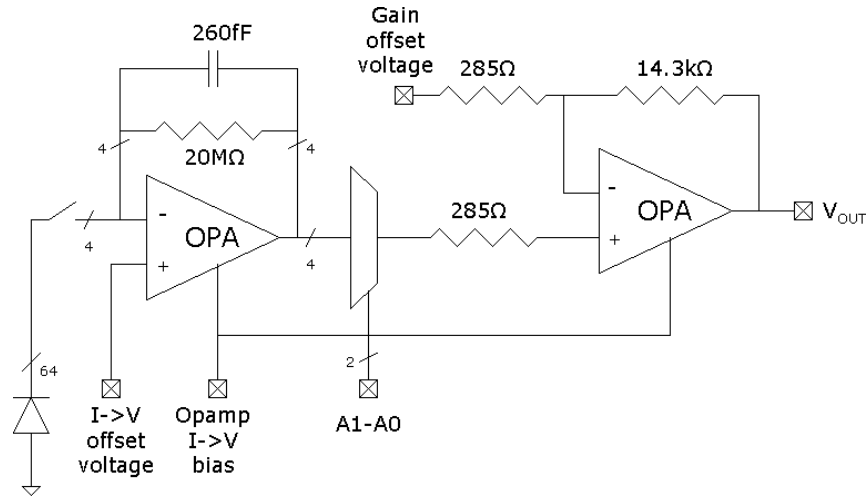 260fF
Gain
offset
voltage
285Ω
14.3kΩ
4
20MΩ
4
-
OPA
+
4
4
285Ω
-
OPA
+
V_OUT
64
2
I->V
offset
voltage
Opamp
I->V
bias
A1-A0